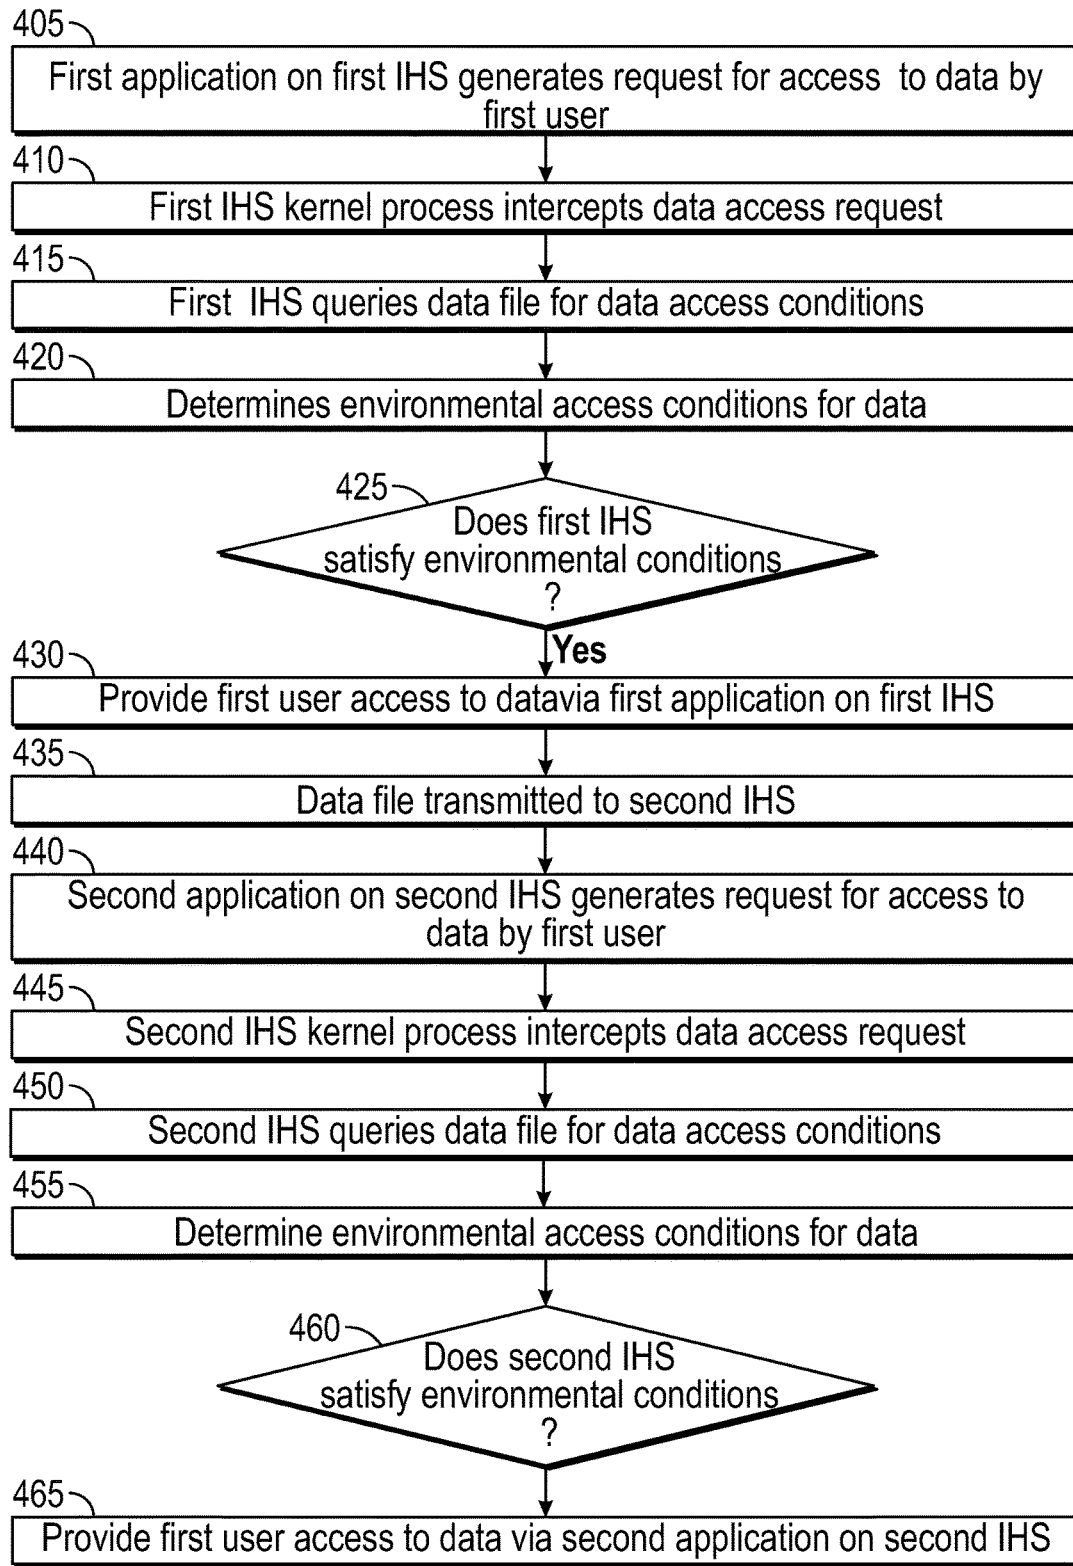 405
First application on first IHS generates request for access to data by
first user
410
First IHS kernel process intercepts data access request
415
First IHS queries data file for data access conditions
420
Determines environmental access conditions for data
425
Does first IHS
satisfy environmental conditions
?
Yes
430
Provide first user access to datavia first application on first IHS
435
Data file transmitted to second IHS
440
Second application on second IHS generates request for access to
data by first user
445
Second IHS kernel process intercepts data access request
450
Second IHS queries data file for data access conditions
455
Determine environmental access conditions for data
460
Does second IHS
satisfy environmental conditions
?
465
Provide first user access to data via second application on second IHS